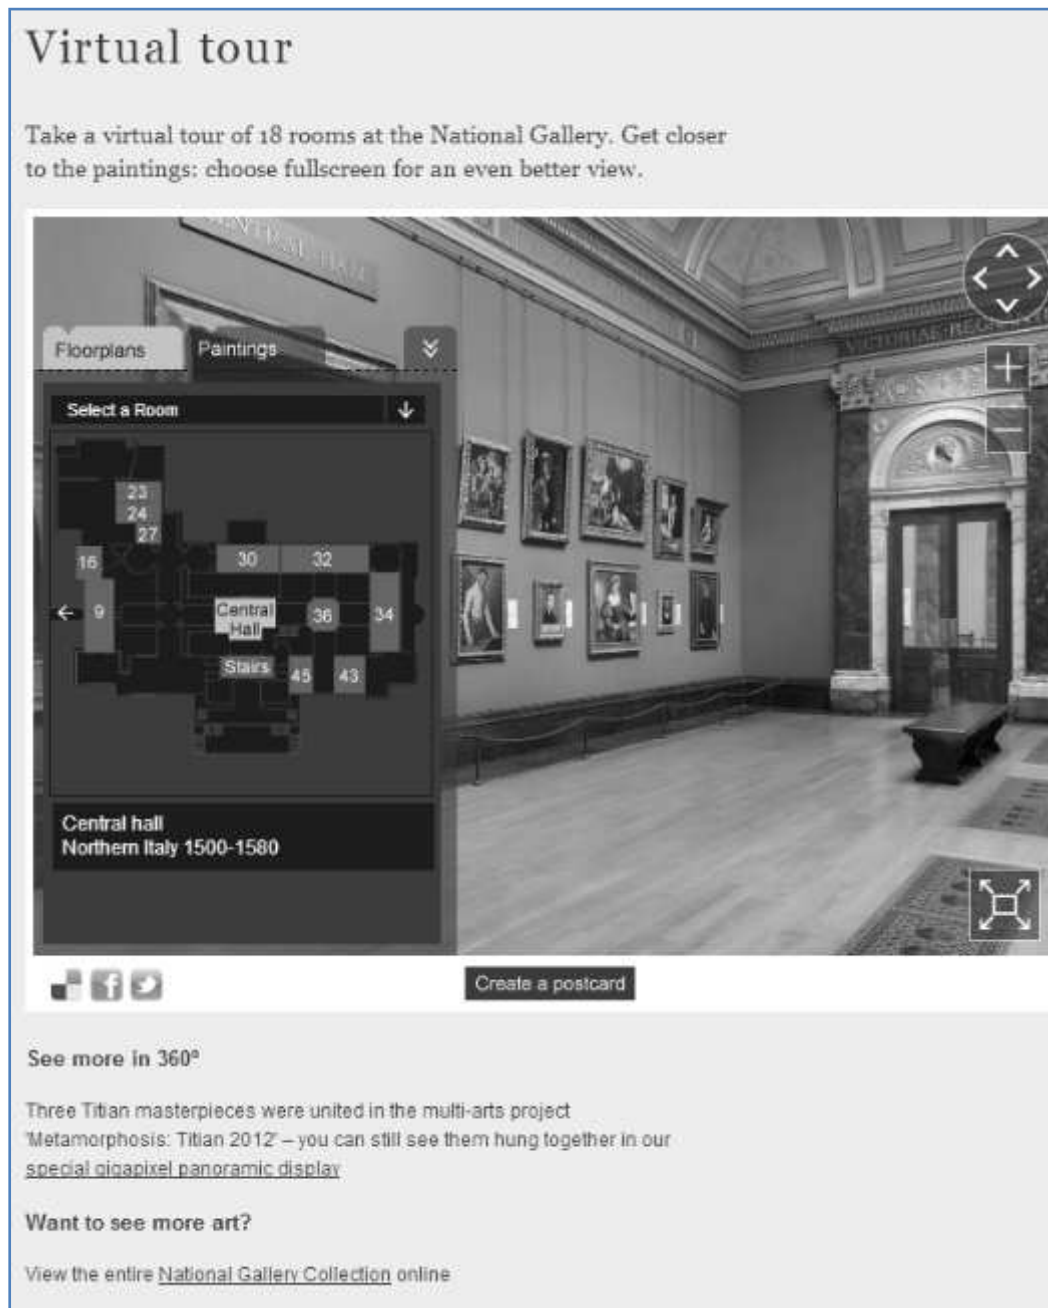 Virtual tour
Take a virtual tour of 18 rooms at the National Gallery. Get closer
to the paintings: choose fullscreen for an even better view.
Floorplans
Paintings
Select a Room
23
24
27
16
30
32
9
Central
Hall
36
34
Stairs
45
43
Central hall
Northern Italy 1500-1580
Create a postcard
See more in 360º
Three Titian masterpieces were united in the multi-arts project
'Metamorphosis: Titian 2012' – you can still see them hung together in our
special gigapixel panoramic display
Want to see more art?
View the entire National Gallery Collection online